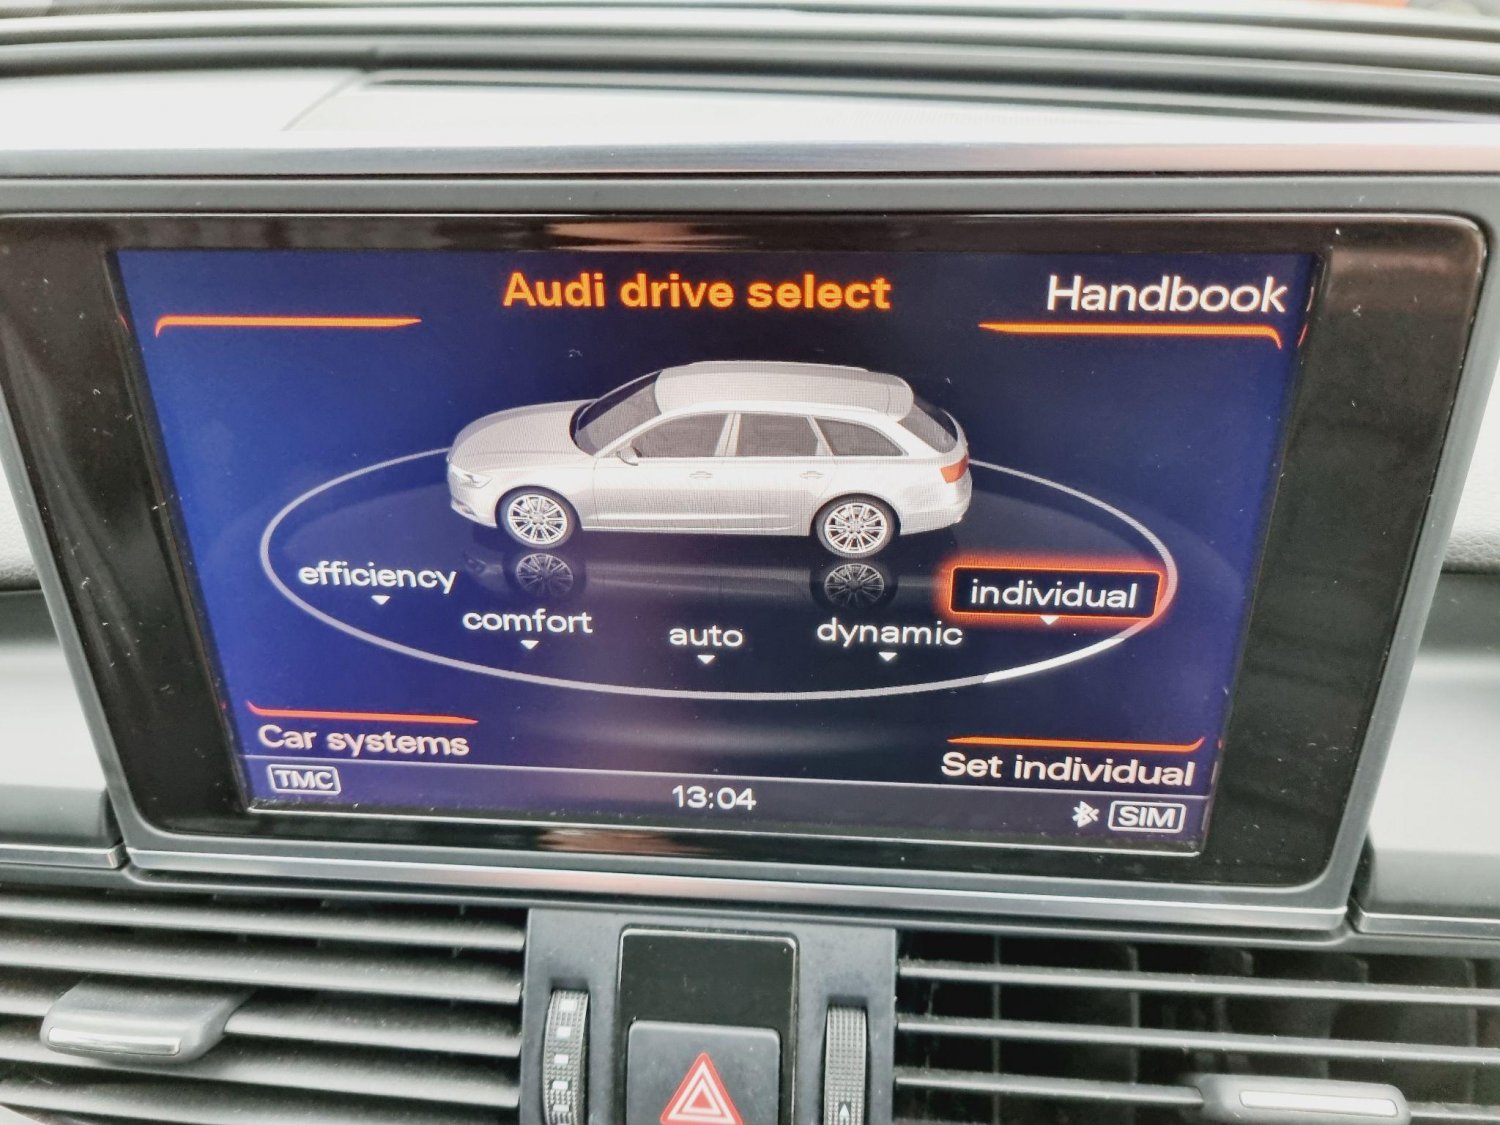 Audi drive select
Handbook
efficiency
comfort
auto
dynamic
individual
Car systems
Set individual
TMC
13:04
SIM